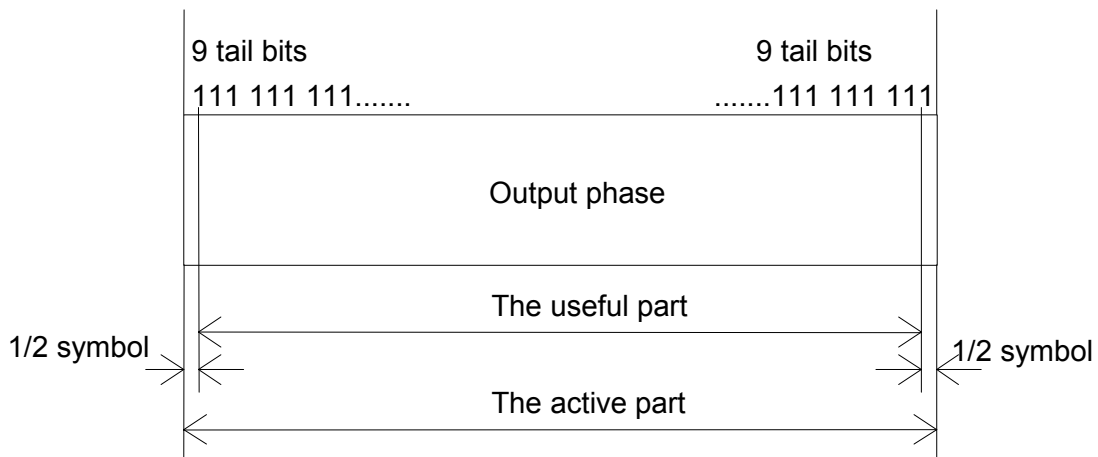 9 tail bits 9 tail bits
111 111 111....... .......111 111 111
Output phase
The useful part
1/2 symbol 1/2 symbol
The active part